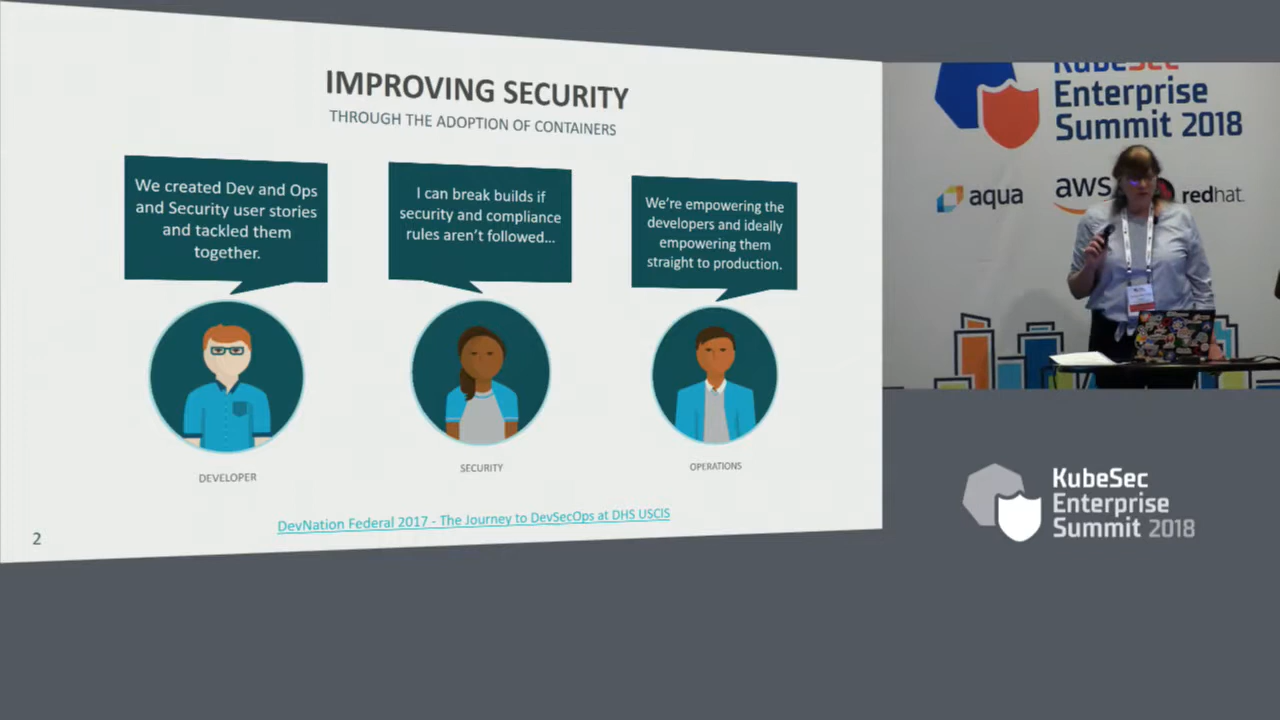 IMPROVING SECURITY
THROUGH THE ADOPTION OF CONTAINERS
We created Dev and Ops
and Security user stories
and tackled them
together.
I can break builds if
security and compliance
rules aren't followed...
We're empowering the
developers and ideally
empowering them
straight to production.
DEVELOPER
SECURITY
OPERATIONS
DevNation Federal 2017 - The Journey to DevSecOps at DHS USCIS
2
KubeSec
Enterprise
Summit 2018
aqua
aws
redhat.
KubeSec
Enterprise
Summit 2018